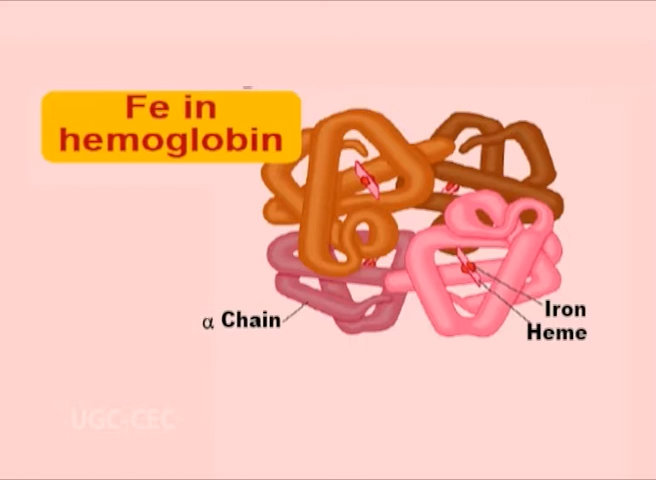 Fe in
hemoglobin
α Chain
Iron
Heme
UGC-CEC